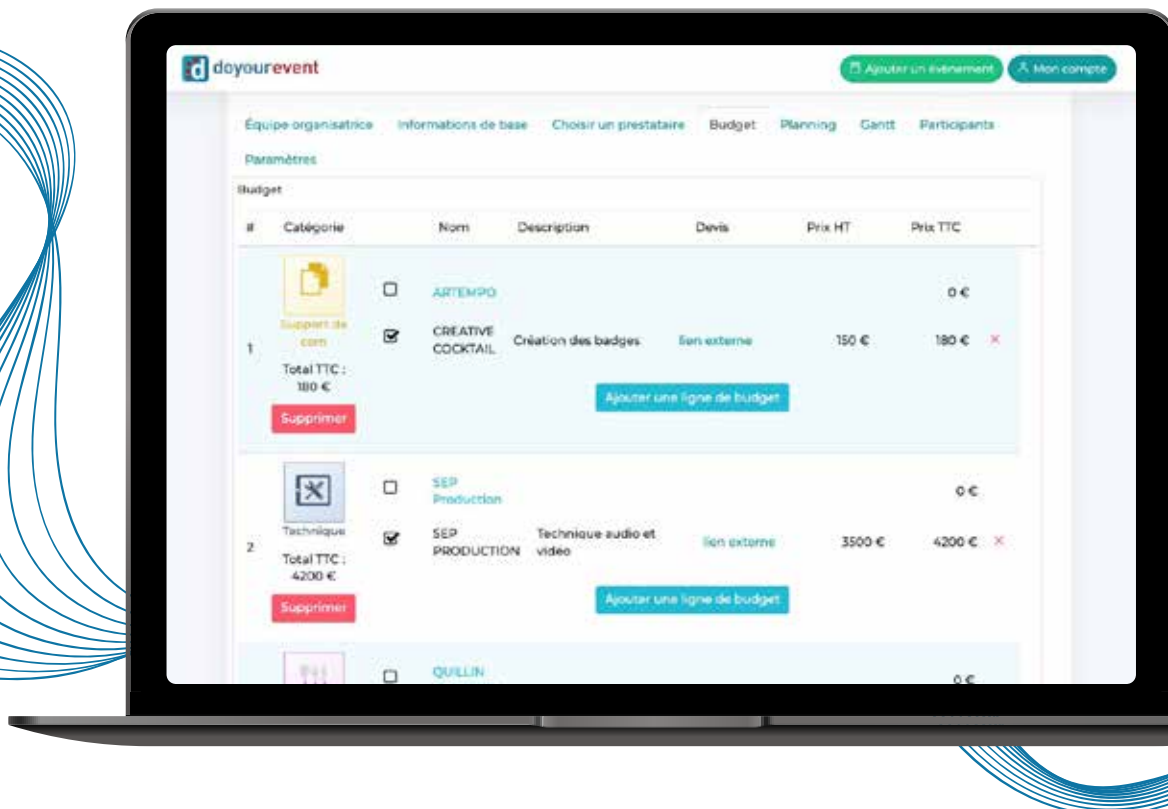 doyourevent
Ajouter un événement
Mon compte
Équipe organisatrice Informations de base Choisir un prestataire Budget Planning Gantt Participants
Paramètres
Budget
# Catégorie Nom Description Devis Prix HT Prix TTC
ARTEMPO 0 €
Support de
com
1
CREATIVE
COCKTAIL
Création des badges lien externe 150 € 180 € ×
Total TTC :
180 €
Ajouter une ligne de budget
Supprimer
SEP
Production
0 €
Technique
2
SEP
PRODUCTION
Technique audio et
video
lien externe 3500 € 4200 € ×
Total TTC :
4200 €
Ajouter une ligne de budget
Supprimer
QUILLIN 0 €